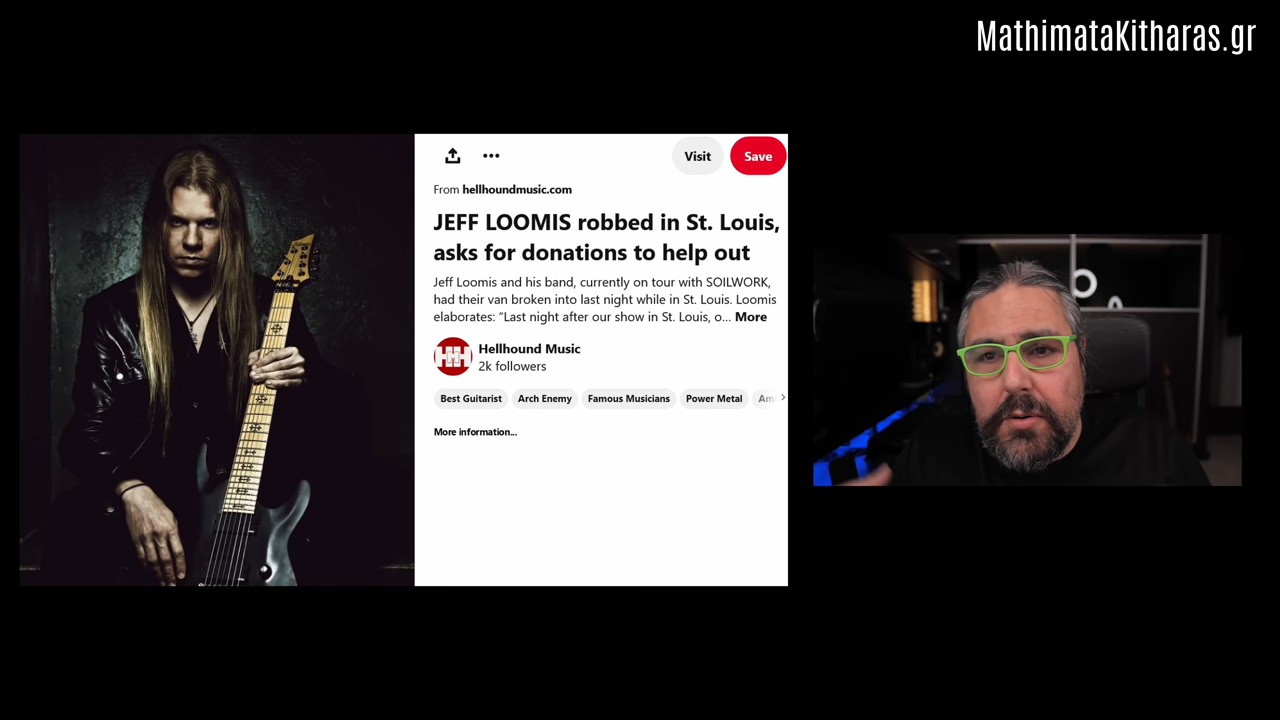 MathimataKitharas.gr
Visit
Save
From hellhoundmusic.com
JEFF LOOMIS robbed in St. Louis,
asks for donations to help out
Jeff Loomis and his band, currently on tour with SOILWORK,
had their van broken into last night while in St. Louis. Loomis
elaborates: “Last night after our show in St. Louis, o... More
HMH
Hellhound Music
2k followers
Best Guitarist Arch Enemy Famous Musicians Power Metal Am
More information...